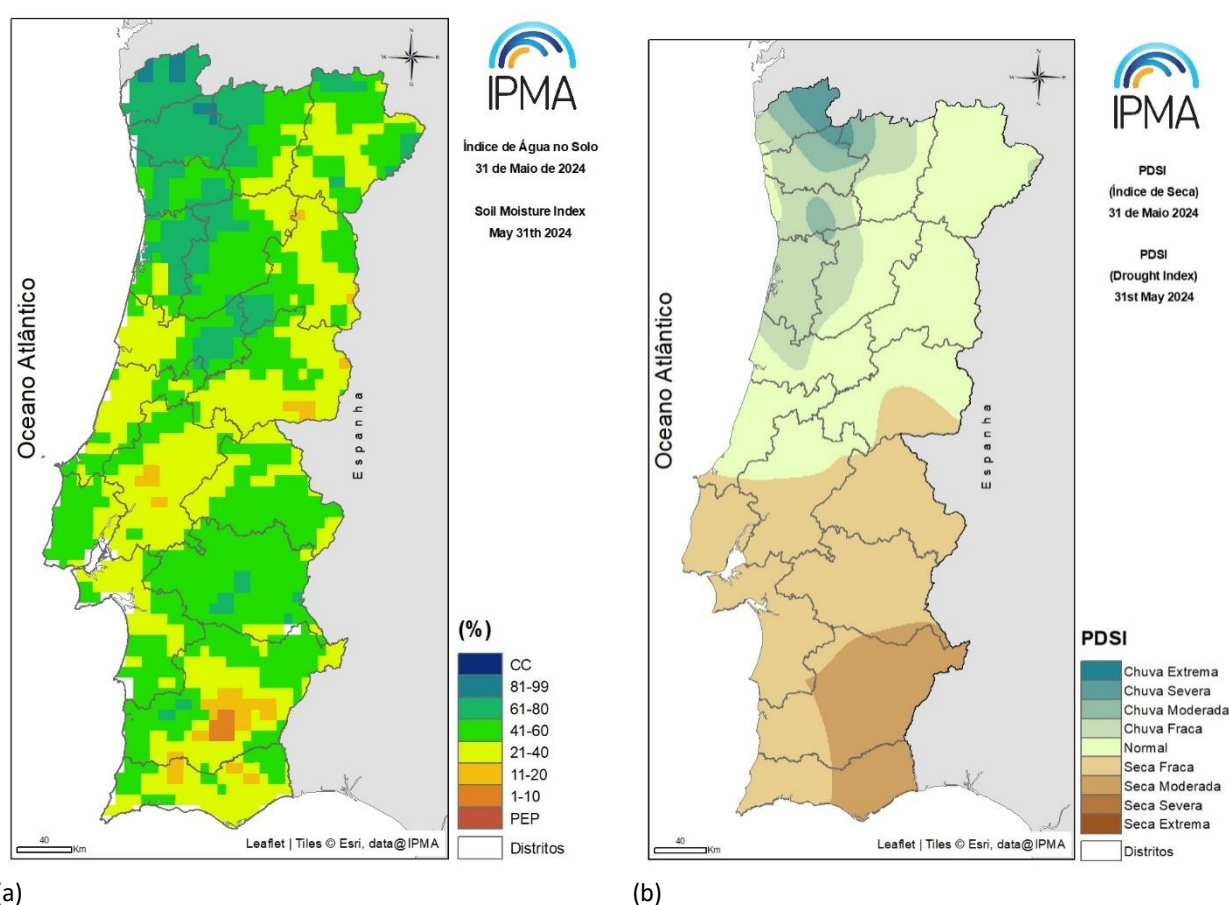 N
W
E
S
IPMA
Índice de Água no Solo
31 de Maio de 2024
Soil Moisture Index
May 31th 2024
Oceano Atlântico
Espanha
(%)
CC
81-99
61-80
41-60
21-40
11-20
1-10
PEP
Distritos
40
Km
Leaflet | Tiles © Esri, data@IPMA
(a)
N
W
E
S
IPMA
PDSI
(Índice de Seca)
31 de Maio 2024
PDSI
(Drought Index)
31st May 2024
Oceano Atlântico
Espanha
PDSI
Chuva Extrema
Chuva Severa
Chuva Moderada
Chuva Fraca
Normal
Seca Fraca
Seca Moderada
Seca Severa
Seca Extrema
Distritos
40
Km
Leaflet | Tiles © Esri, data@IPMA
(b)